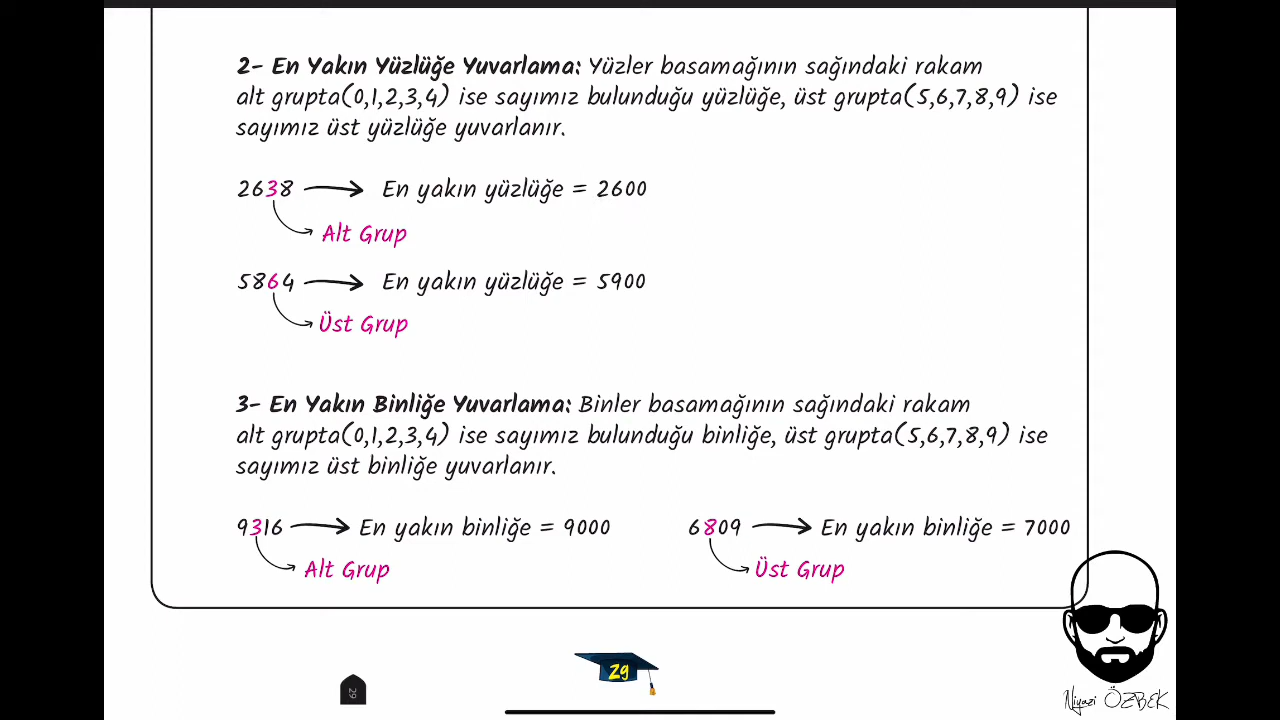 2- En Yakın Yüzlüğe Yuvarlama: Yüzler basamağının sağındaki rakam
alt grupta(0,1,2,3,4) ise sayımız bulunduğu yüzlüğe, üst grupta(5,6,7,8,9) ise
sayımız üst yüzlüğe yuvarlanır.
2638 → En yakın yüzlüğe = 2600
Alt Grup
5864 → En yakın yüzlüğe = 5900
Üst Grup
3- En Yakın Binliğe Yuvarlama: Binler basamağının sağındaki rakam
alt grupta(0,1,2,3,4) ise sayımız bulunduğu binliğe, üst grupta(5,6,7,8,9) ise
sayımız üst binliğe yuvarlanır.
9316 → En yakın binliğe = 9000
Alt Grup
6809 → En yakın binliğe = 7000
Üst Grup
29
29
Niyazi ÖZBEK